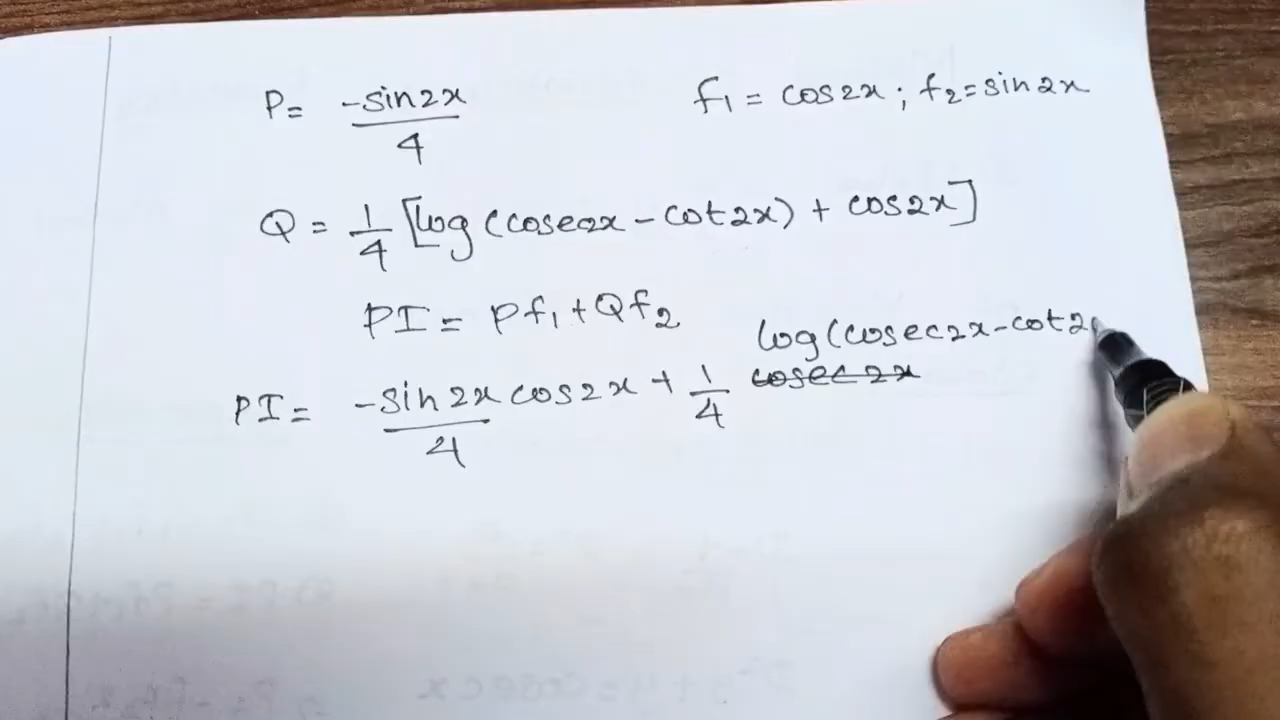 P = -sin2x / 4    f1 = cos2x ; f2 = sin2x
Q = 1/4 [log (cosec2x - cot2x) + cos2x]
PI = Pf1 + Qf2
log (cosec2x - cot2
PI = -sin2x cos2x / 4 + 1/4 cosec2x